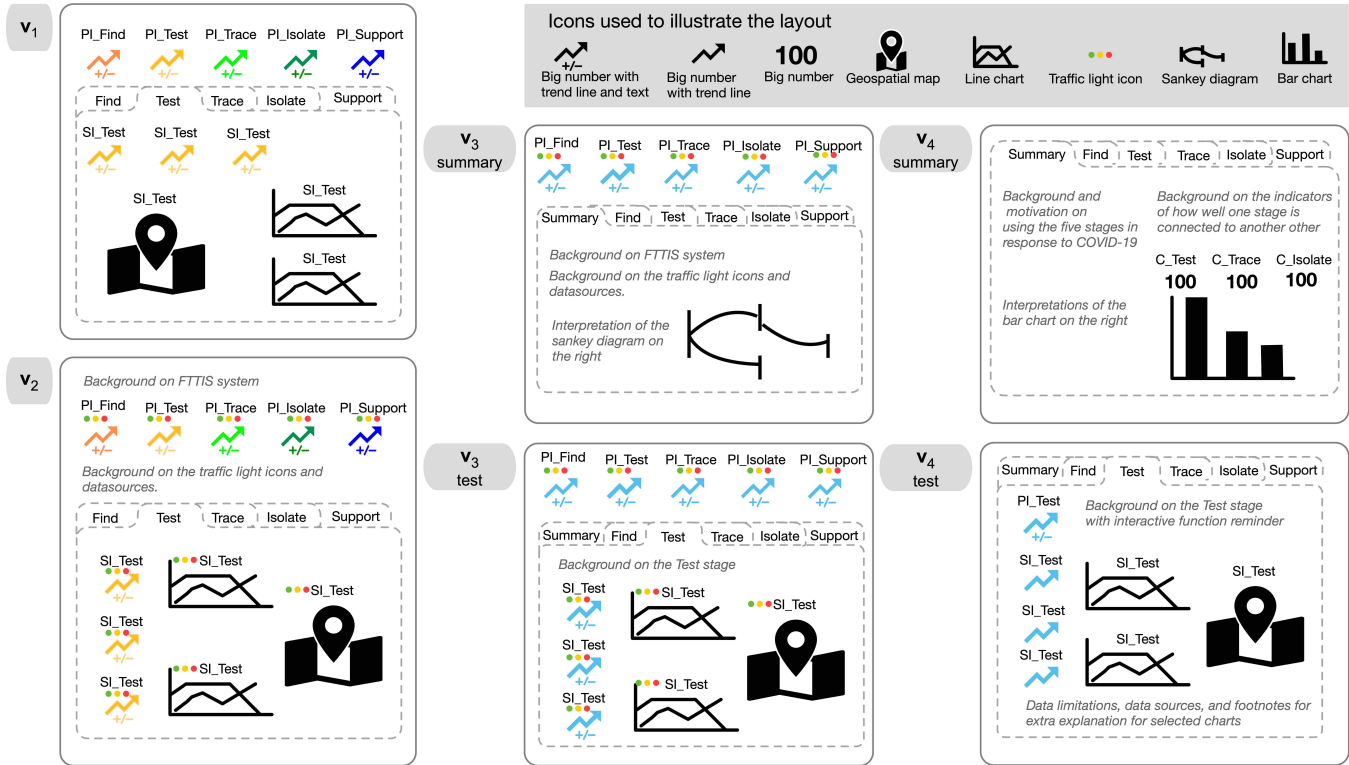 v1
PI_Find PI_Test PI_Trace PI_Isolate PI_Support
+/– +/– +/– +/– +/–
Find Test Trace Isolate Support
SI_Test SI_Test SI_Test
+/– +/– +/–
SI_Test
SI_Test
SI_Test
Icons used to illustrate the layout
+/–
100
Big number with
trend line and text
Big number
with trend line
Big number
Geospatial map
Line chart
Traffic light icon
Sankey diagram
Bar chart
v2
Background on FTTIS system
PI_Find PI_Test PI_Trace PI_Isolate PI_Support
+/– +/– +/– +/– +/–
Background on the traffic light icons and
datasources.
Find Test Trace Isolate Support
SI_Test
+/–
SI_Test
+/–
SI_Test
+/–
SI_Test
SI_Test
SI_Test
v3
summary
PI_Find PI_Test PI_Trace PI_Isolate PI_Support
+/– +/– +/– +/– +/–
Summary Find Test Trace Isolate Support
Background on FTTIS system
Background on the traffic light icons and
datasources.
Interpretation of the
sankey diagram on
the right
v3
test
PI_Find PI_Test PI_Trace PI_Isolate PI_Support
+/– +/– +/– +/– +/–
Summary Find Test Trace Isolate Support
Background on the Test stage
SI_Test
+/–
SI_Test
+/–
SI_Test
+/–
SI_Test
SI_Test
SI_Test
v4
summary
Summary Find Test Trace Isolate Support
Background and
motivation on
using the five stages in
response to COVID-19
Background on the indicators
of how well one stage is
connected to another other
C_Test C_Trace C_Isolate
100 100 100
Interpretations of the
bar chart on the right
v4
test
Summary Find Test Trace Isolate Support
PI_Test
+/–
Background on the Test stage
with interactive function reminder
SI_Test
SI_Test
SI_Test
SI_Test
SI_Test
SI_Test
Data limitations, data sources, and footnotes for
extra explanation for selected charts